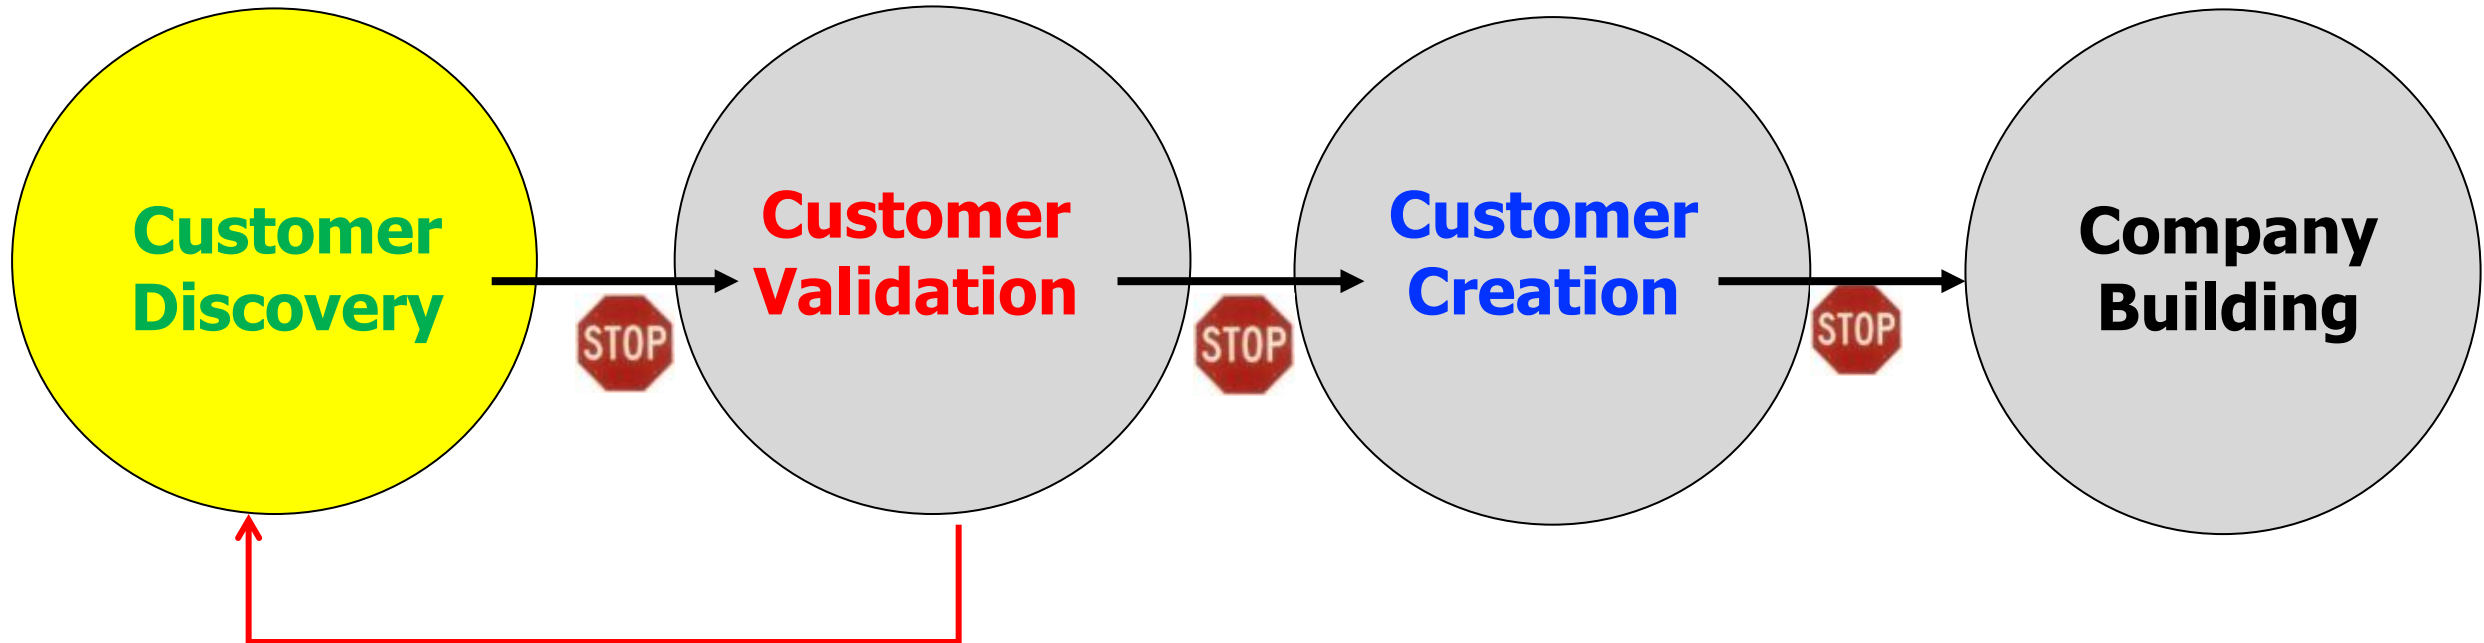 Customer
Discovery
STOP
Customer
Validation
STOP
Customer
Creation
STOP
Company
Building